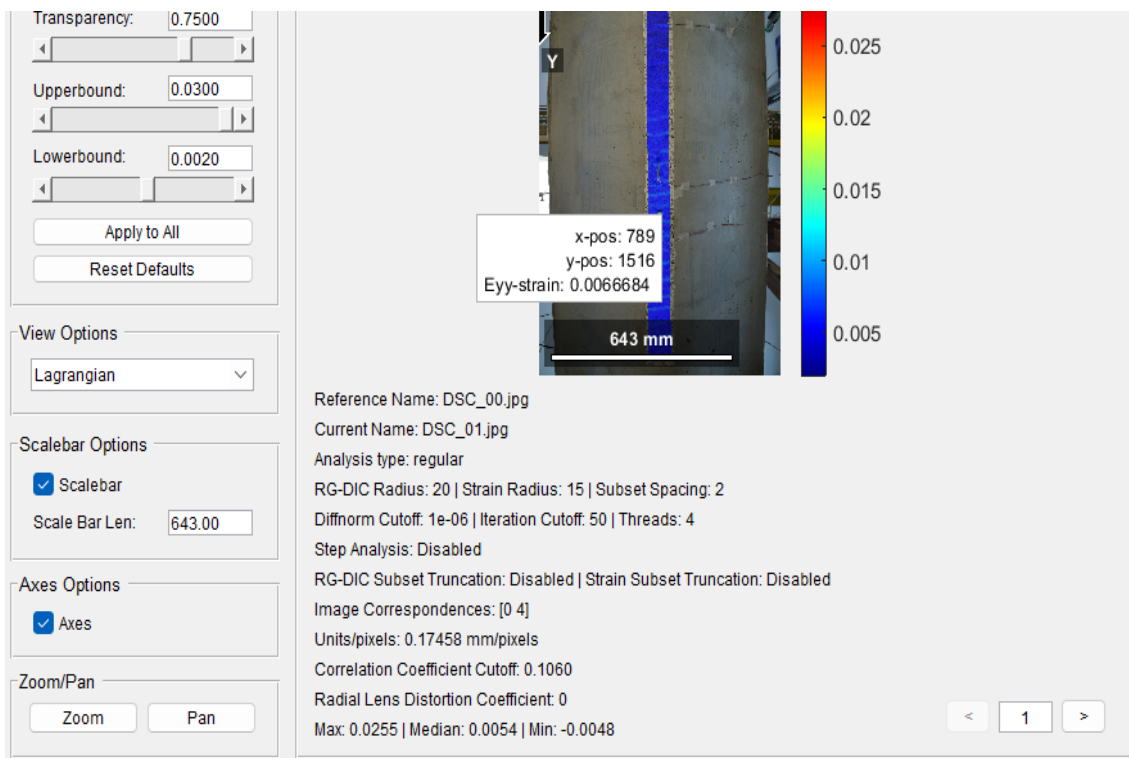 Transparency: 0.7500
Upperbound: 0.0300
Lowerbound: 0.0020
Apply to All
Reset Defaults
View Options
Lagrangian
Scalebar Options
Scalebar
Scale Bar Len: 643.00
Axes Options
Axes
Zoom/Pan
Zoom Pan
Y
x-pos: 789
y-pos: 1516
Eyy-strain: 0.0066684
643 mm
0.025
0.02
0.015
0.01
0.005
Reference Name: DSC_00.jpg
Current Name: DSC_01.jpg
Analysis type: regular
RG-DIC Radius: 20 | Strain Radius: 15 | Subset Spacing: 2
Diffnorm Cutoff: 1e-06 | Iteration Cutoff: 50 | Threads: 4
Step Analysis: Disabled
RG-DIC Subset Truncation: Disabled | Strain Subset Truncation: Disabled
Image Correspondences: [0 4]
Units/pixels: 0.17458 mm/pixels
Correlation Coefficient Cutoff: 0.1060
Radial Lens Distortion Coefficient: 0
Max: 0.0255 | Median: 0.0054 | Min: -0.0048
< 1 >